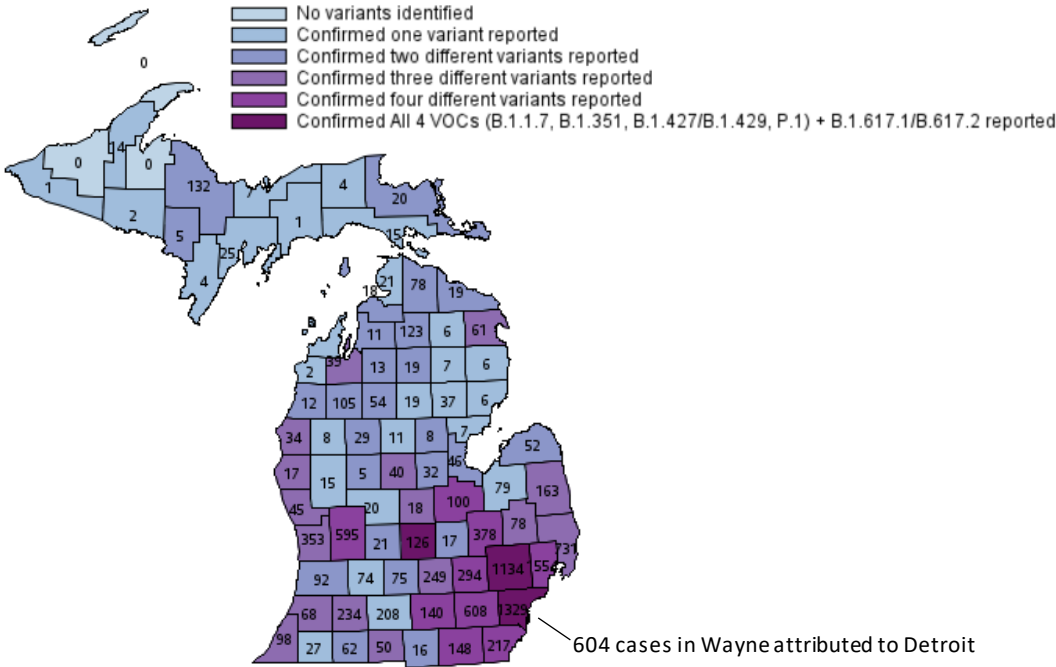 No variants identified
Confirmed one variant reported
Confirmed two different variants reported
Confirmed three different variants reported
Confirmed four different variants reported
Confirmed All 4 VOCs (B.1.1.7, B.1.351, B.1.427/B.1.429, P.1) + B.1.617.1/B.617.2 reported
0
14
0 0
1 132 7 4 20
2 1
5 25 15
4
21 78
18 19
8
11 123 6 61
39
2 13 19 7 6
12 105 54 19 37 6
34 8 29 11 8 7 52
17 15 5 40 32 46
79 163
45 20 18 100
353 595 21 126 17 378 78 731
92 74 75 249 294 1134 554
68 234 208 140 608 1329
98 27 62 50 16 148 217
604 cases in Wayne attributed to Detroit